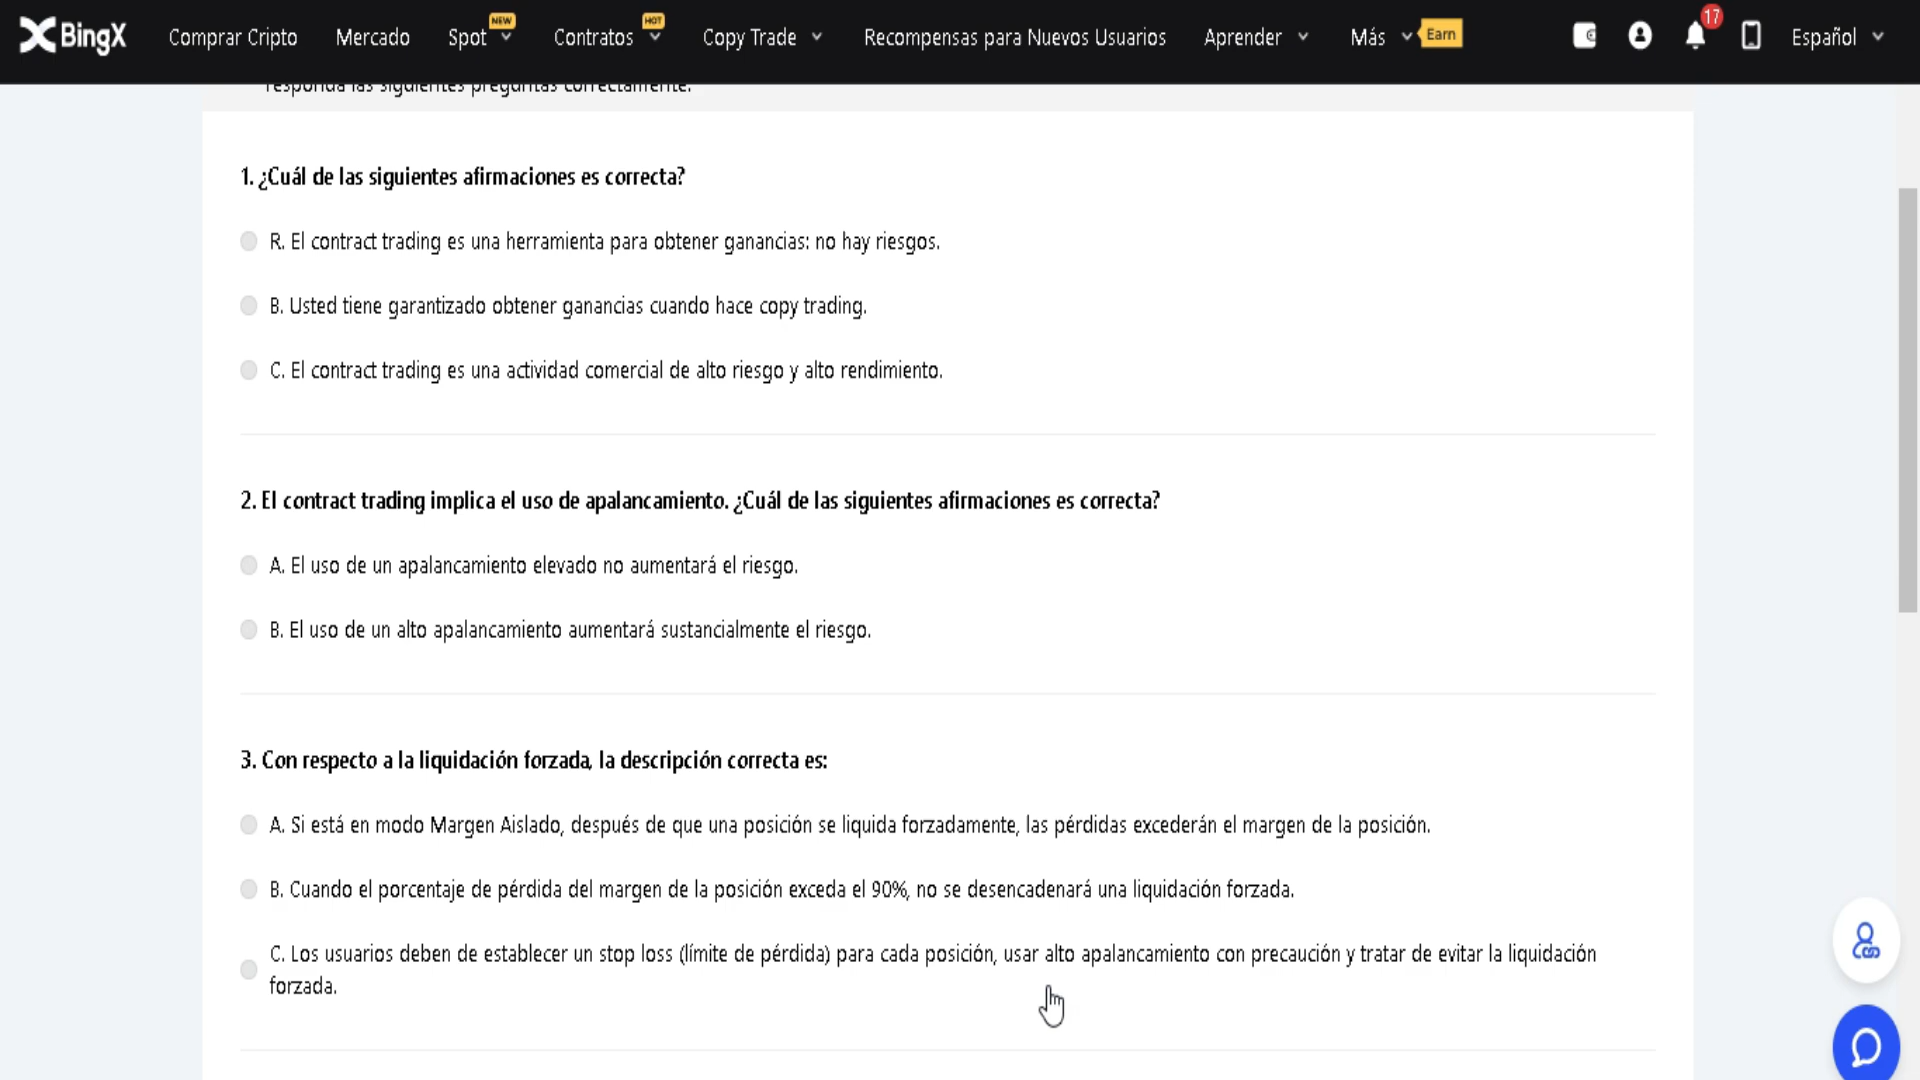 BingX
Comprar Cripto
Mercado
Spot
NEW
Contratos
HOT
Copy Trade
Recompensas para Nuevos Usuarios
Aprender
Más
Earn
17
Español
responda las siguientes preguntas correctamente.
1. ¿Cuál de las siguientes afirmaciones es correcta?
R. El contract trading es una herramienta para obtener ganancias: no hay riesgos.
B. Usted tiene garantizado obtener ganancias cuando hace copy trading.
C. El contract trading es una actividad comercial de alto riesgo y alto rendimiento.
2. El contract trading implica el uso de apalancamiento. ¿Cuál de las siguientes afirmaciones es correcta?
A. El uso de un apalancamiento elevado no aumentará el riesgo.
B. El uso de un alto apalancamiento aumentará sustancialmente el riesgo.
3. Con respecto a la liquidación forzada, la descripción correcta es:
A. Si está en modo Margen Aislado, después de que una posición se liquida forzadamente, las pérdidas excederán el margen de la posición.
B. Cuando el porcentaje de pérdida del margen de la posición exceda el 90%, no se desencadenará una liquidación forzada.
C. Los usuarios deben de establecer un stop loss (límite de pérdida) para cada posición, usar alto apalancamiento con precaución y tratar de evitar la liquidación
forzada.